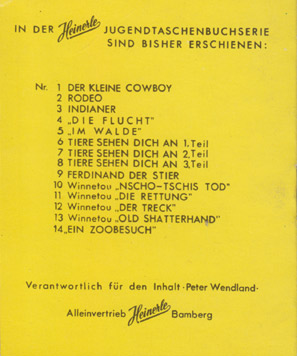 IN DER Heinerle JUGENDTASCHENBUCHSERIE
SIND BISHER ERSCHIENEN:
Nr. 1 DER KLEINE COWBOY
2 RODEO
3 INDIANER
4 „DIE FLUCHT"
5 „IM WALDE"
6 TIERE SEHEN DICH AN 1.Teil
7 TIERE SEHEN DICH AN 2.Teil
8 TIERE SEHEN DICH AN 3.Teil
9 FERDINAND DER STIER
10 Winnetou „NSCHO-TSCHIS TOD"
11 Winnetou „DIE RETTUNG"
12 Winnetou „DER TRECK"
13 Winnetou „OLD SHATTERHAND"
14 „EIN ZOOBESUCH"
Verantwortlich für den Inhalt · Peter Wendland ·
Alleinvertrieb Heinerle Bamberg